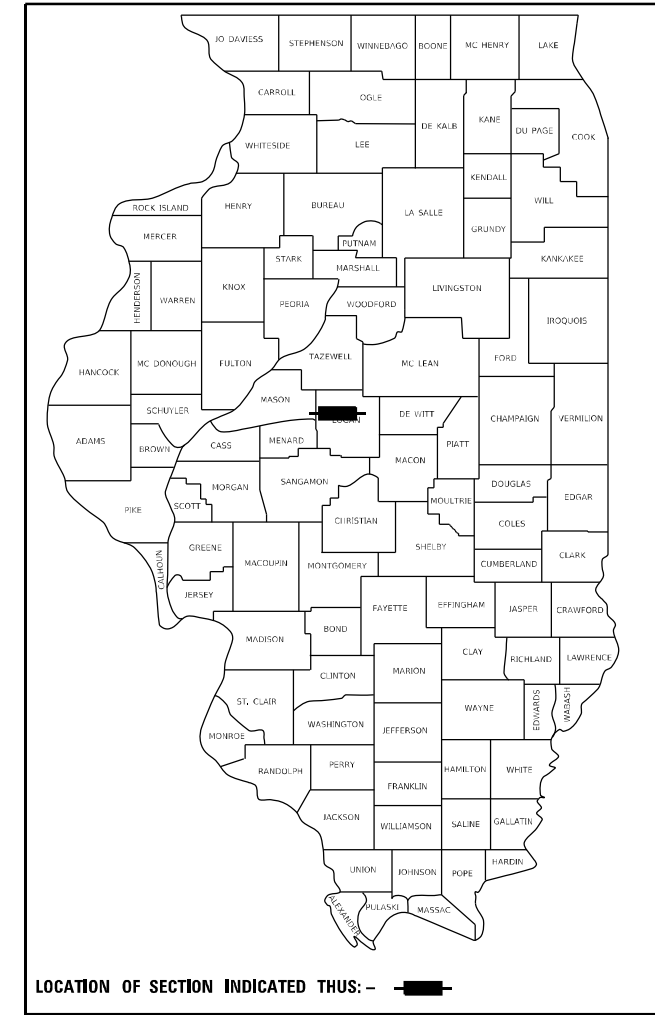 JO DAVIESS
STEPHENSON
WINNEBAGO
BOONE
MC HENRY
LAKE
CARROLL
OGLE
DE KALB
KANE
DU PAGE
COOK
WHITESIDE
LEE
KENDALL
WILL
ROCK ISLAND
HENRY
BUREAU
LA SALLE
GRUNDY
MERCER
PUTNAM
STARK
MARSHALL
KANKAKEE
HENDERSON
WARREN
KNOX
PEORIA
WOODFORD
LIVINGSTON
IROQUOIS
HANCOCK
MC DONOUGH
FULTON
TAZEWELL
MC LEAN
FORD
MASON
SCHUYLER
LOGAN
DE WITT
CHAMPAIGN
VERMILION
ADAMS
BROWN
CASS
MENARD
PIATT
MACON
PIKE
SCOTT
MORGAN
SANGAMON
MOULTRIE
DOUGLAS
EDGAR
CHRISTIAN
COLES
GREENE
CALHOUN
MACOUPIN
MONTGOMERY
SHELBY
CUMBERLAND
CLARK
JERSEY
FAYETTE
EFFINGHAM
JASPER
CRAWFORD
MADISON
BOND
CLAY
RICHLAND
LAWRENCE
CLINTON
MARION
ST. CLAIR
WAYNE
EDWARDS
WABASH
WASHINGTON
JEFFERSON
MONROE
RANDOLPH
PERRY
HAMILTON
WHITE
FRANKLIN
JACKSON
WILLIAMSON
SALINE
GALLATIN
UNION
JOHNSON
POPE
HARDIN
ALEXANDER
PULASKI
MASSAC
LOCATION OF SECTION INDICATED THUS: –